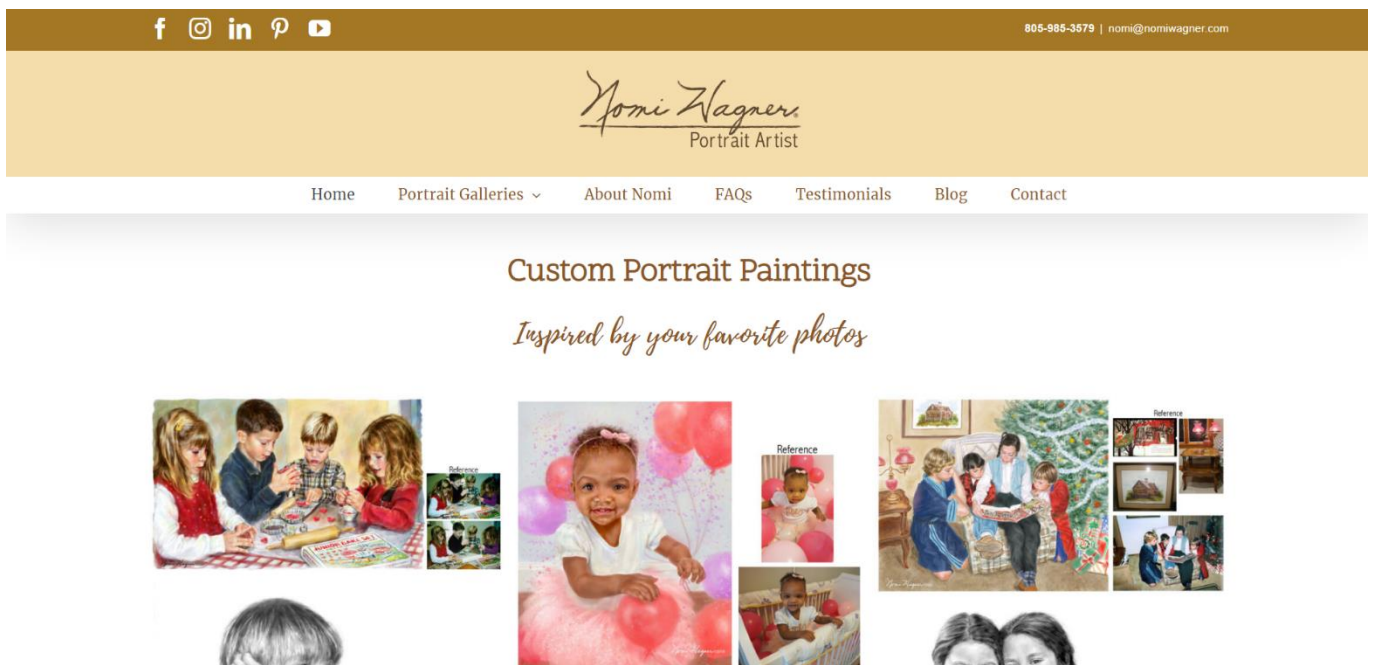 805-985-3579 | nomi@nomiwagner.com
Nomi Wagner
Portrait Artist
Home Portrait Galleries About Nomi FAQs Testimonials Blog Contact
Custom Portrait Paintings
Inspired by your favorite photos
Reference
Reference
Reference